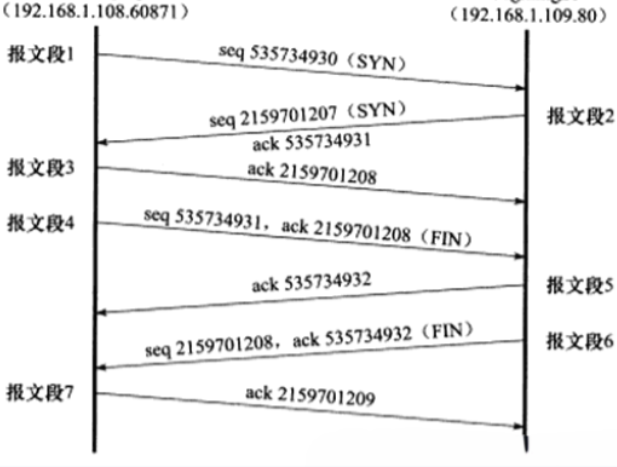 (192.168.1.108.60871)
(192.168.1.109.80)
报文段1
seq 535734930（SYN）
seq 2159701207（SYN）
报文段2
ack 535734931
报文段3
ack 2159701208
报文段4
seq 535734931，ack 2159701208（FIN）
ack 535734932
报文段5
seq 2159701208，ack 535734932（FIN）
报文段6
报文段7
ack 2159701209